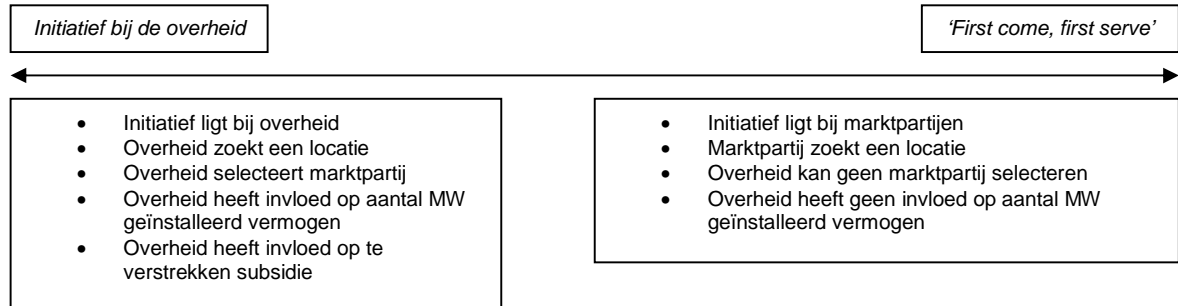 Initiatief bij de overheid
‘First come, first serve’
• Initiatief ligt bij overheid
• Overheid zoekt een locatie
• Overheid selecteert marktpartij
• Overheid heeft invloed op aantal MW
geïnstalleerd vermogen
• Overheid heeft invloed op te
verstrekken subsidie
• Initiatief ligt bij marktpartijen
• Marktpartij zoekt een locatie
• Overheid kan geen marktpartij selecteren
• Overheid heeft geen invloed op aantal MW
geïnstalleerd vermogen